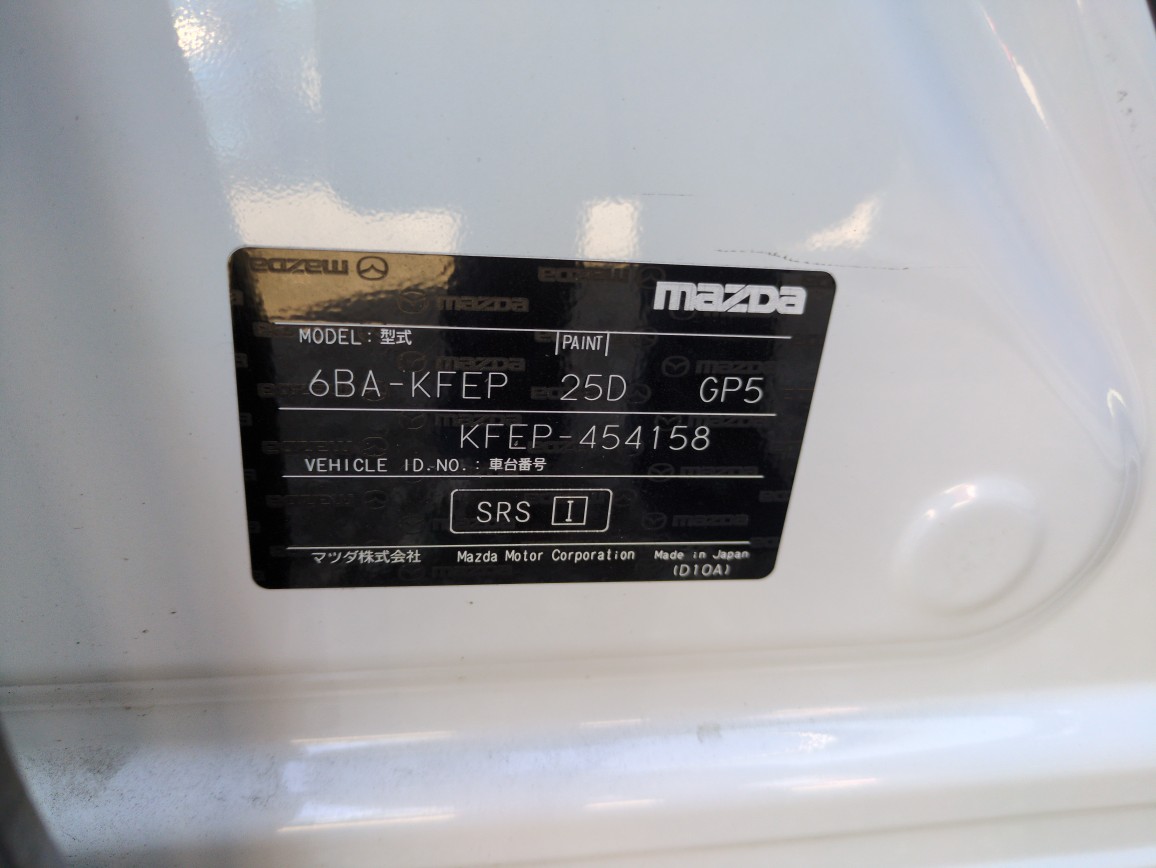 mazda
MODEL : 型式 PAINT
6BA-KFEP 25D GP5
KFEP-454158
VEHICLE ID.NO. : 車台番号
SRS I
マツダ株式会社 Mazda Motor Corporation Made in Japan
(D10A)